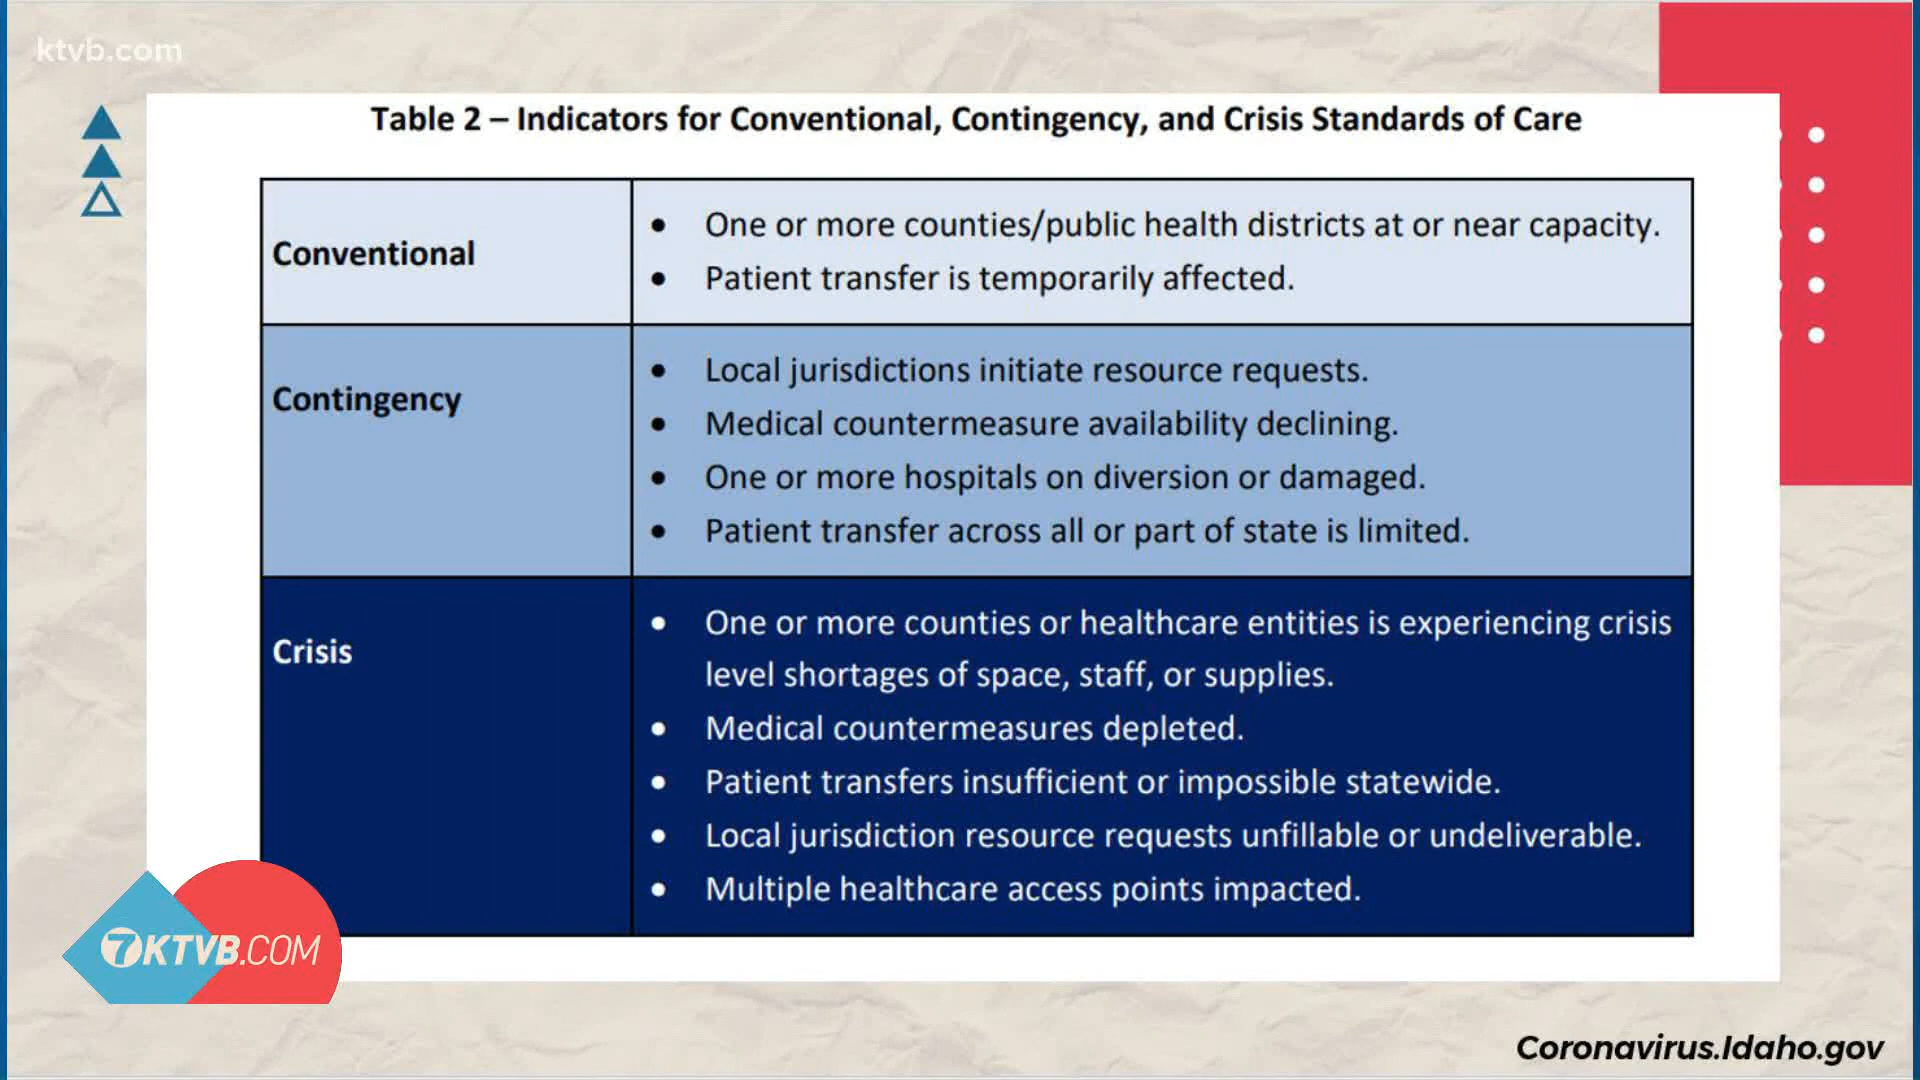 ktvb.com
Table 2 – Indicators for Conventional, Contingency, and Crisis Standards of Care
Conventional
• One or more counties/public health districts at or near capacity.
• Patient transfer is temporarily affected.
Contingency
• Local jurisdictions initiate resource requests.
• Medical countermeasure availability declining.
• One or more hospitals on diversion or damaged.
• Patient transfer across all or part of state is limited.
Crisis
• One or more counties or healthcare entities is experiencing crisis
level shortages of space, staff, or supplies.
• Medical countermeasures depleted.
• Patient transfers insufficient or impossible statewide.
• Local jurisdiction resource requests unfillable or undeliverable.
• Multiple healthcare access points impacted.
7KTVB.COM
Coronavirus.Idaho.gov